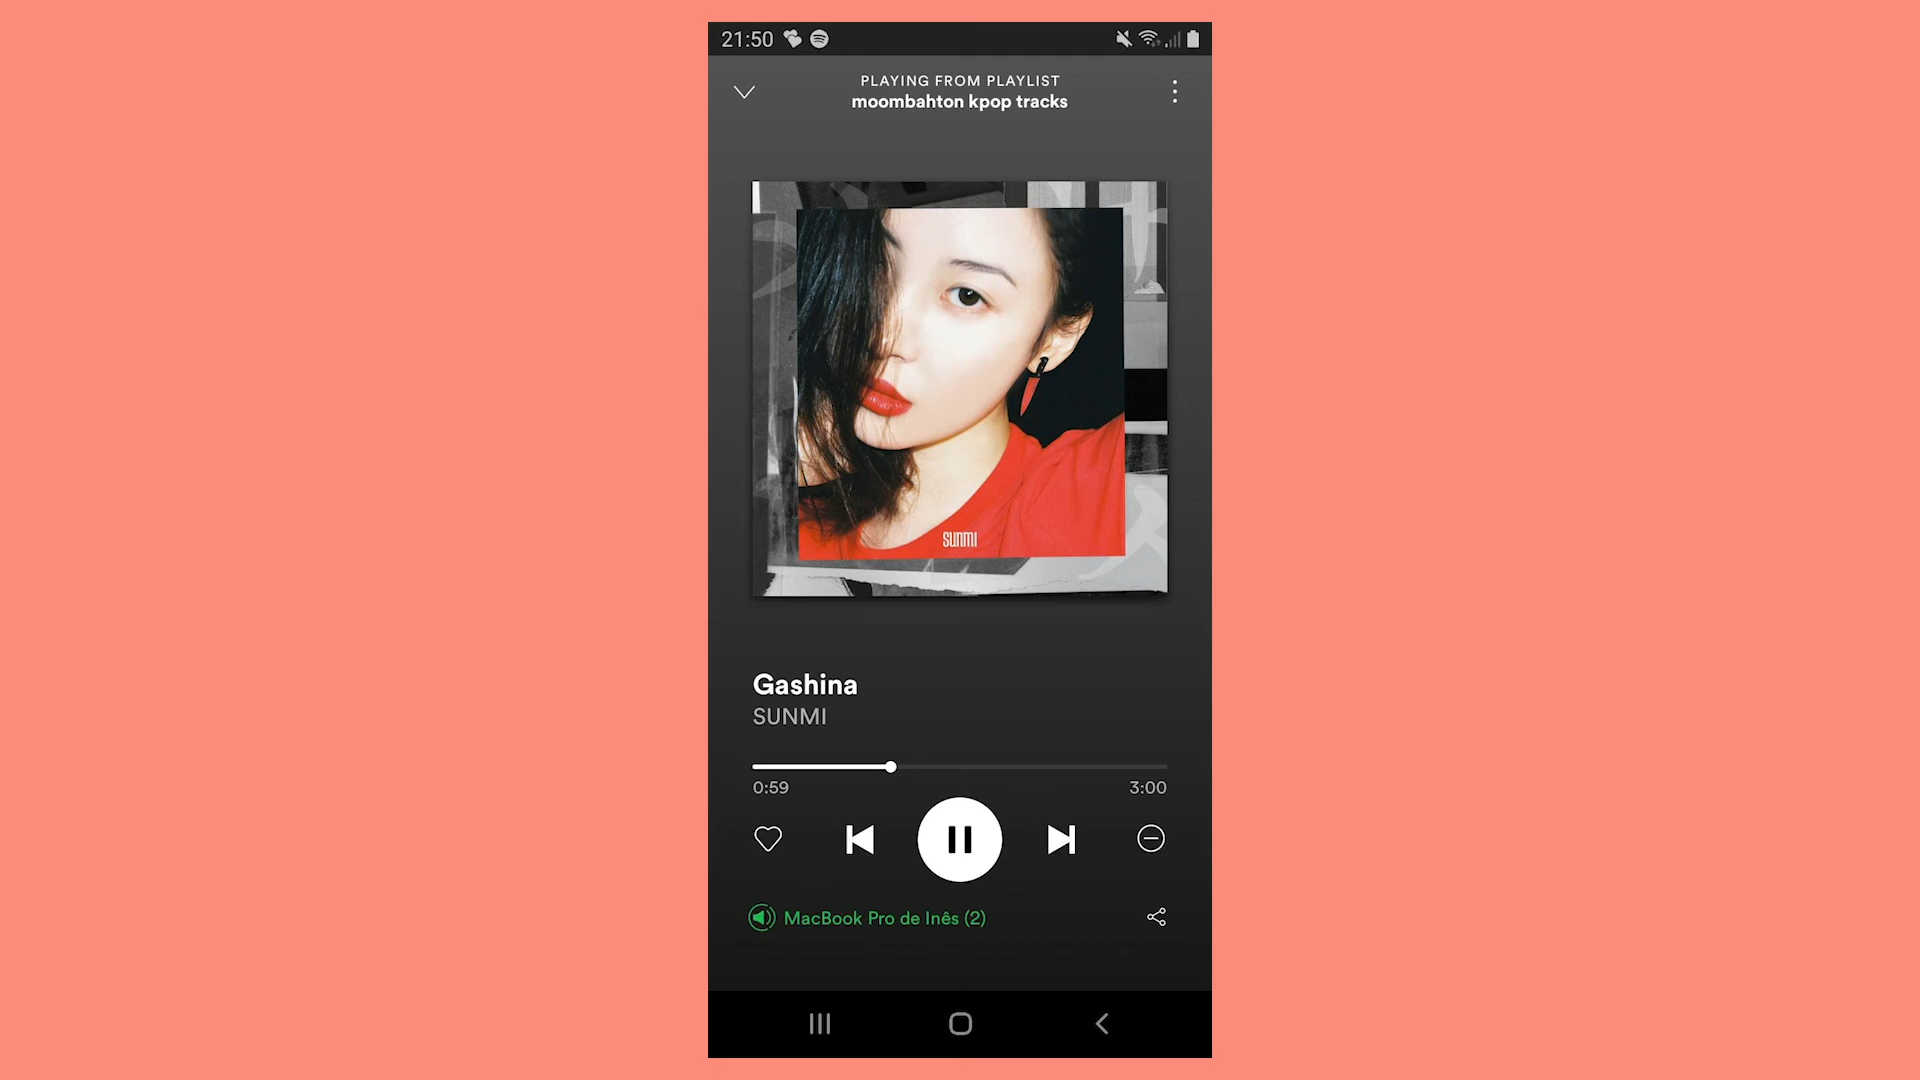 21:50
PLAYING FROM PLAYLIST
moombahton kpop tracks
SUNMI
Gashina
SUNMI
0:59
3:00
MacBook Pro de Inês (2)